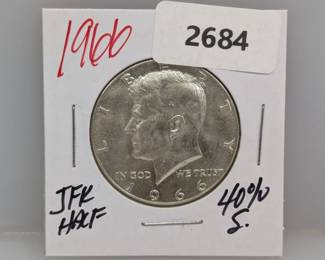 1966
2684
LIBERTY
IN GOD WE TRUST
1966
JFK
HALF
40%
S.